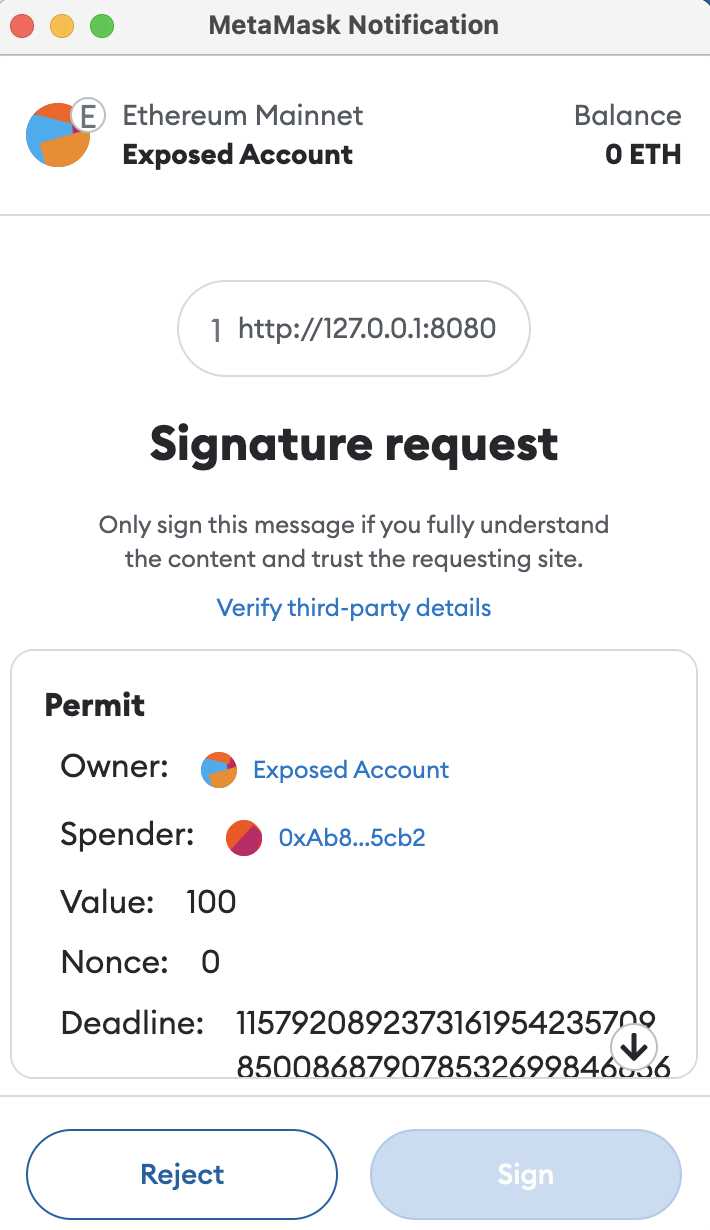 MetaMask Notification
E
Ethereum Mainnet
Balance
Exposed Account
0 ETH
1 http://127.0.0.1:8080
Signature request
Only sign this message if you fully understand
the content and trust the requesting site.
Verify third-party details
Permit
Owner: Exposed Account
Spender: 0xAb8...5cb2
Value: 100
Nonce: 0
Deadline: 115792089237316195423570​9
Reject
Sign